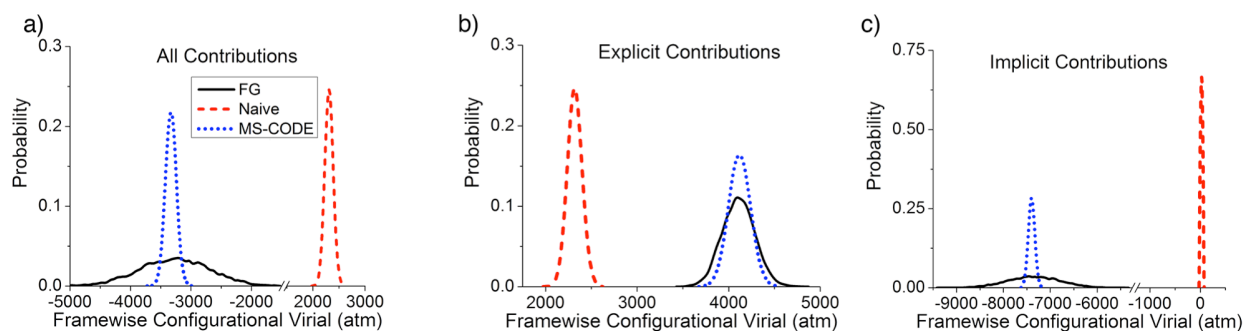 a)
All Contributions
FG
Naive
MS-CODE
Probability
0.3
0.2
0.1
0.0
-5000 -4000 -3000 -2000 2000 3000
Framewise Configurational Virial (atm)
b)
Explicit Contributions
Probability
0.3
0.2
0.1
0.0
2000 3000 4000 5000
Framewise Configurational Virial (atm)
c)
Implicit Contributions
Probability
0.75
0.50
0.25
0.00
-9000 -8000 -7000 -6000 -1000 0
Framewise Configurational Virial (atm)